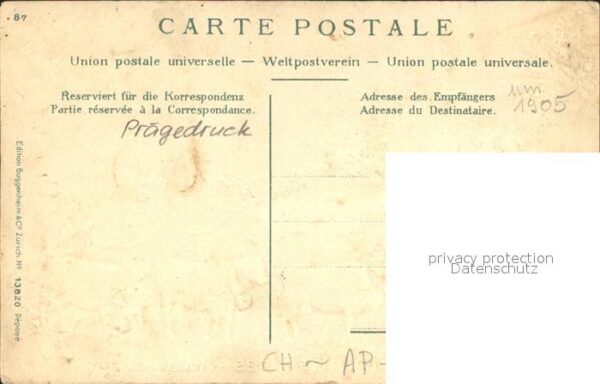 87
CARTE POSTALE
Union postale universelle — Weltpostverein — Union postale universale.
Reserviert für die Korrespondenz
Partie réservée à la Correspondance.
Prägedruck
Adresse des Empfängers
Adresse du Destinataire.
um
1905
Edition Guggenheim & Co Zürich No 13820 Déposé
privacy protection
Datenschutz
CH ~ AP -